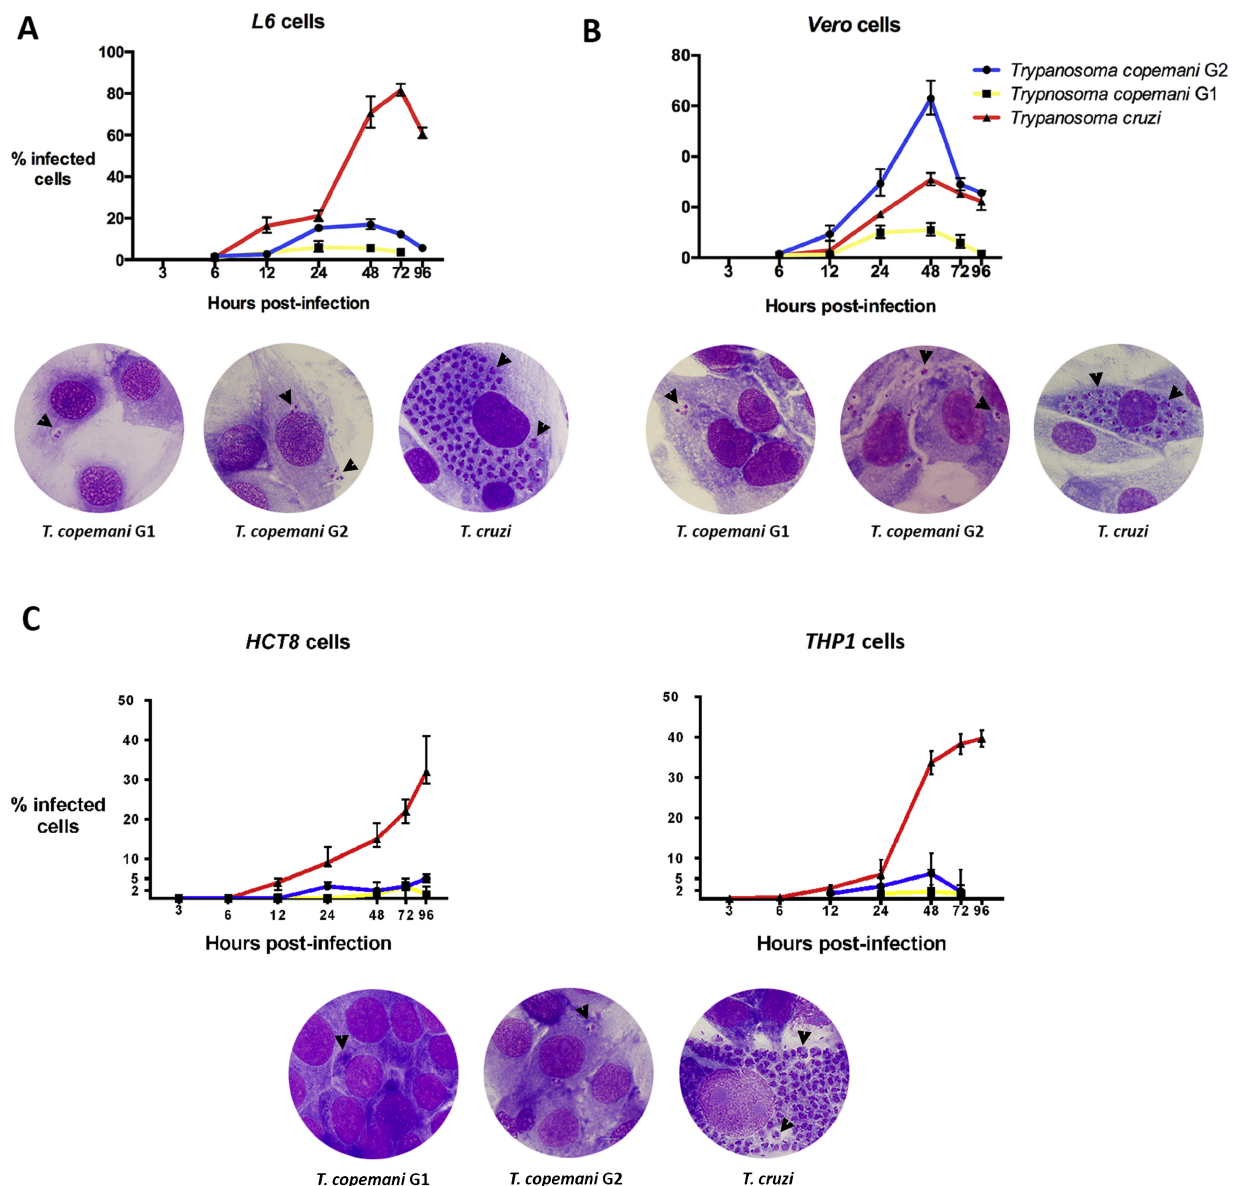 A
L6 cells
100
80
60
40
20
0
% infected
cells
3 6 12 24 48 72 96
Hours post-infection
T. copemani G1
T. copemani G2
T. cruzi
B
Vero cells
80
60
0
0
0
3 6 12 24 48 72 96
Hours post-infection
Trypanosoma copemani G2
Trypnosoma copemani G1
Trypanosoma cruzi
T. copemani G1
T. copemani G2
T. cruzi
C
HCT8 cells
50
40
30
20
10
5
2
% infected
cells
3 6 12 24 48 72 96
Hours post-infection
THP1 cells
50
40
30
20
10
5
2
3 6 12 24 48 72 96
Hours post-infection
T. copemani G1
T. copemani G2
T. cruzi